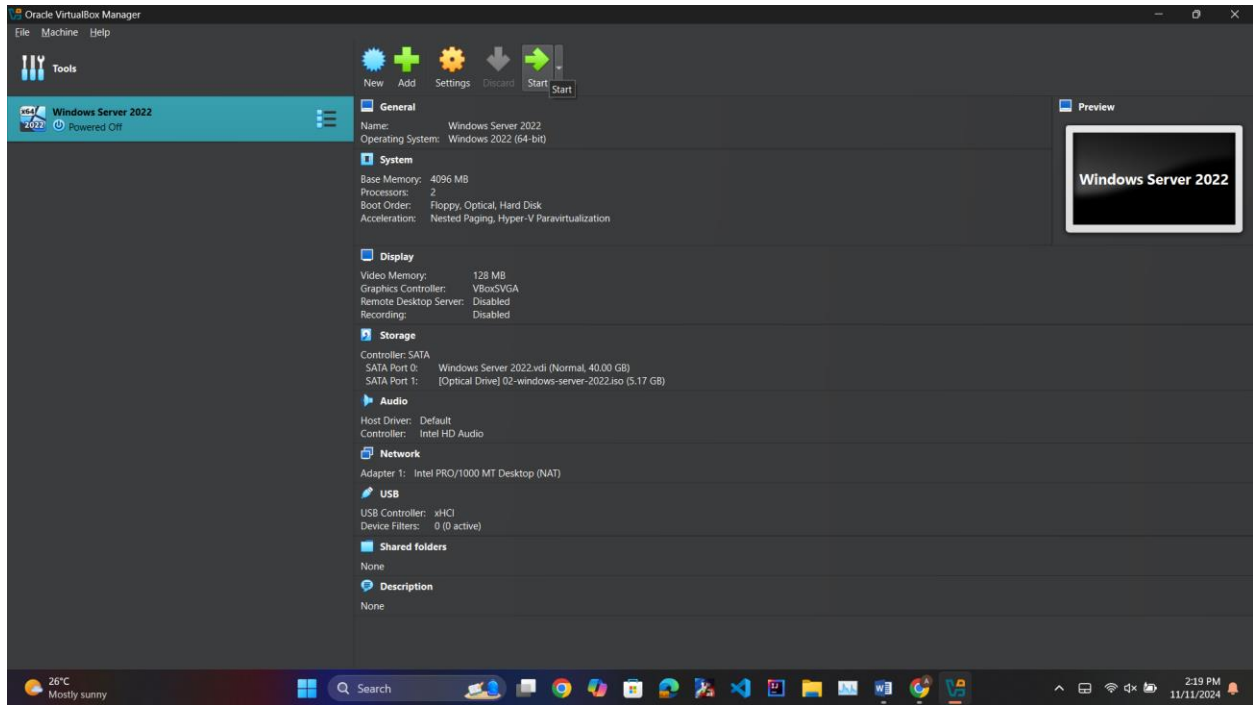 Oracle VirtualBox Manager
File Machine Help
Tools
New Add Settings Discard Start
Start
x64
2022
Windows Server 2022
Powered Off
General
Name: Windows Server 2022
Operating System: Windows 2022 (64-bit)
Preview
Windows Server 2022
System
Base Memory: 4096 MB
Processors: 2
Boot Order: Floppy, Optical, Hard Disk
Acceleration: Nested Paging, Hyper-V Paravirtualization
Display
Video Memory: 128 MB
Graphics Controller: VBoxSVGA
Remote Desktop Server: Disabled
Recording: Disabled
Storage
Controller: SATA
SATA Port 0: Windows Server 2022.vdi (Normal, 40.00 GB)
SATA Port 1: [Optical Drive] 02-windows-server-2022.iso (5.17 GB)
Audio
Host Driver: Default
Controller: Intel HD Audio
Network
Adapter 1: Intel PRO/1000 MT Desktop (NAT)
USB
USB Controller: xHCI
Device Filters: 0 (0 active)
Shared folders
None
Description
None
26°C
Mostly sunny
Search
2:19 PM
11/11/2024